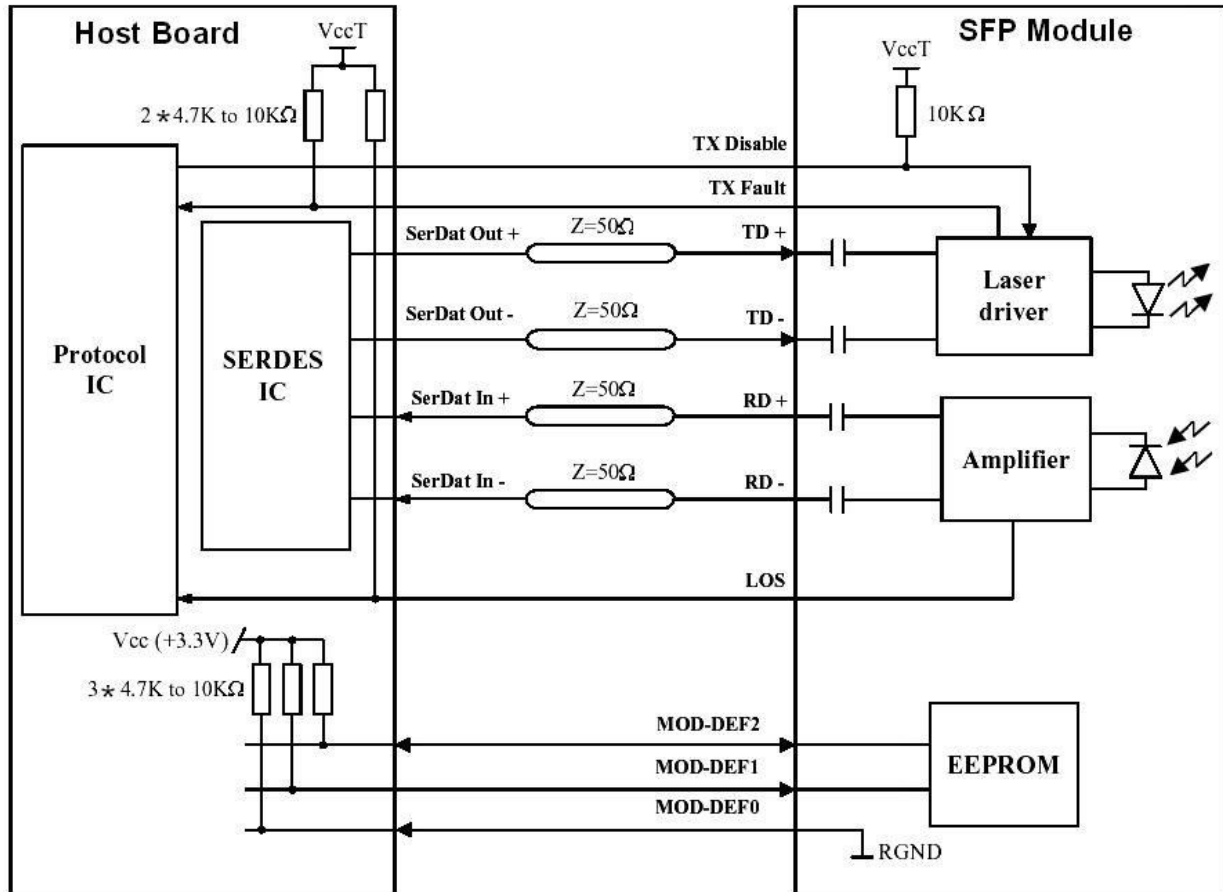 Host Board
SFP Module
VccT
VccT
2 * 4.7K to 10KΩ
10KΩ
TX Disable
TX Fault
SerDat Out +
Z=50Ω
TD +
SerDat Out -
Z=50Ω
TD -
Laser
driver
Protocol
IC
SERDES
IC
SerDat In +
Z=50Ω
RD +
SerDat In -
Z=50Ω
RD -
Amplifier
LOS
Vcc (+3.3V)
3 * 4.7K to 10KΩ
MOD-DEF2
MOD-DEF1
MOD-DEF0
EEPROM
RGND